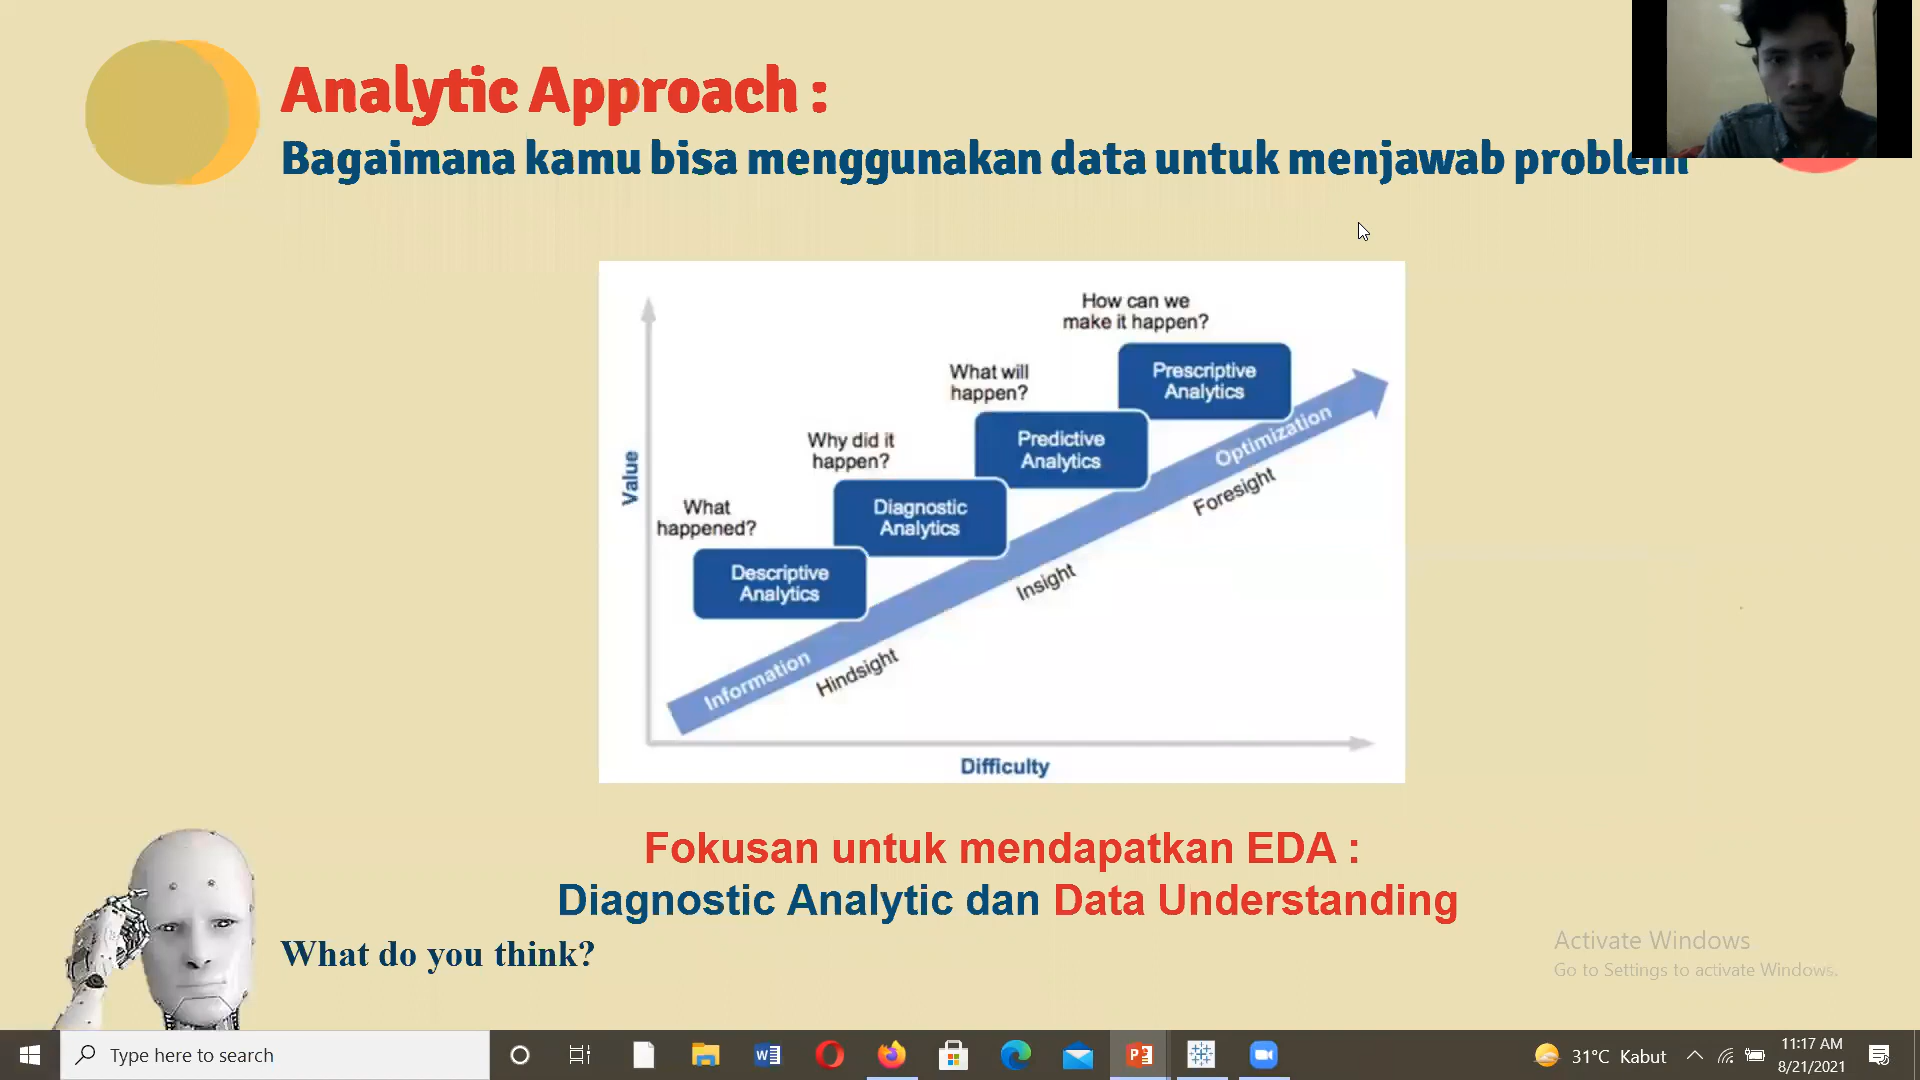 Analytic Approach :
Bagaimana kamu bisa menggunakan data untuk menjawab problem
How can we
make it happen?
Prescriptive
Analytics
What will
happen?
Predictive
Analytics
Why did it
happen?
Diagnostic
Analytics
What
happened?
Descriptive
Analytics
Value
Information
Optimization
Hindsight
Insight
Foresight
Difficulty
Fokusan untuk mendapatkan EDA :
Diagnostic Analytic dan Data Understanding
What do you think?
Activate Windows
Go to Settings to activate Windows.
Type here to search
31°C Kabut
11:17 AM
8/21/2021